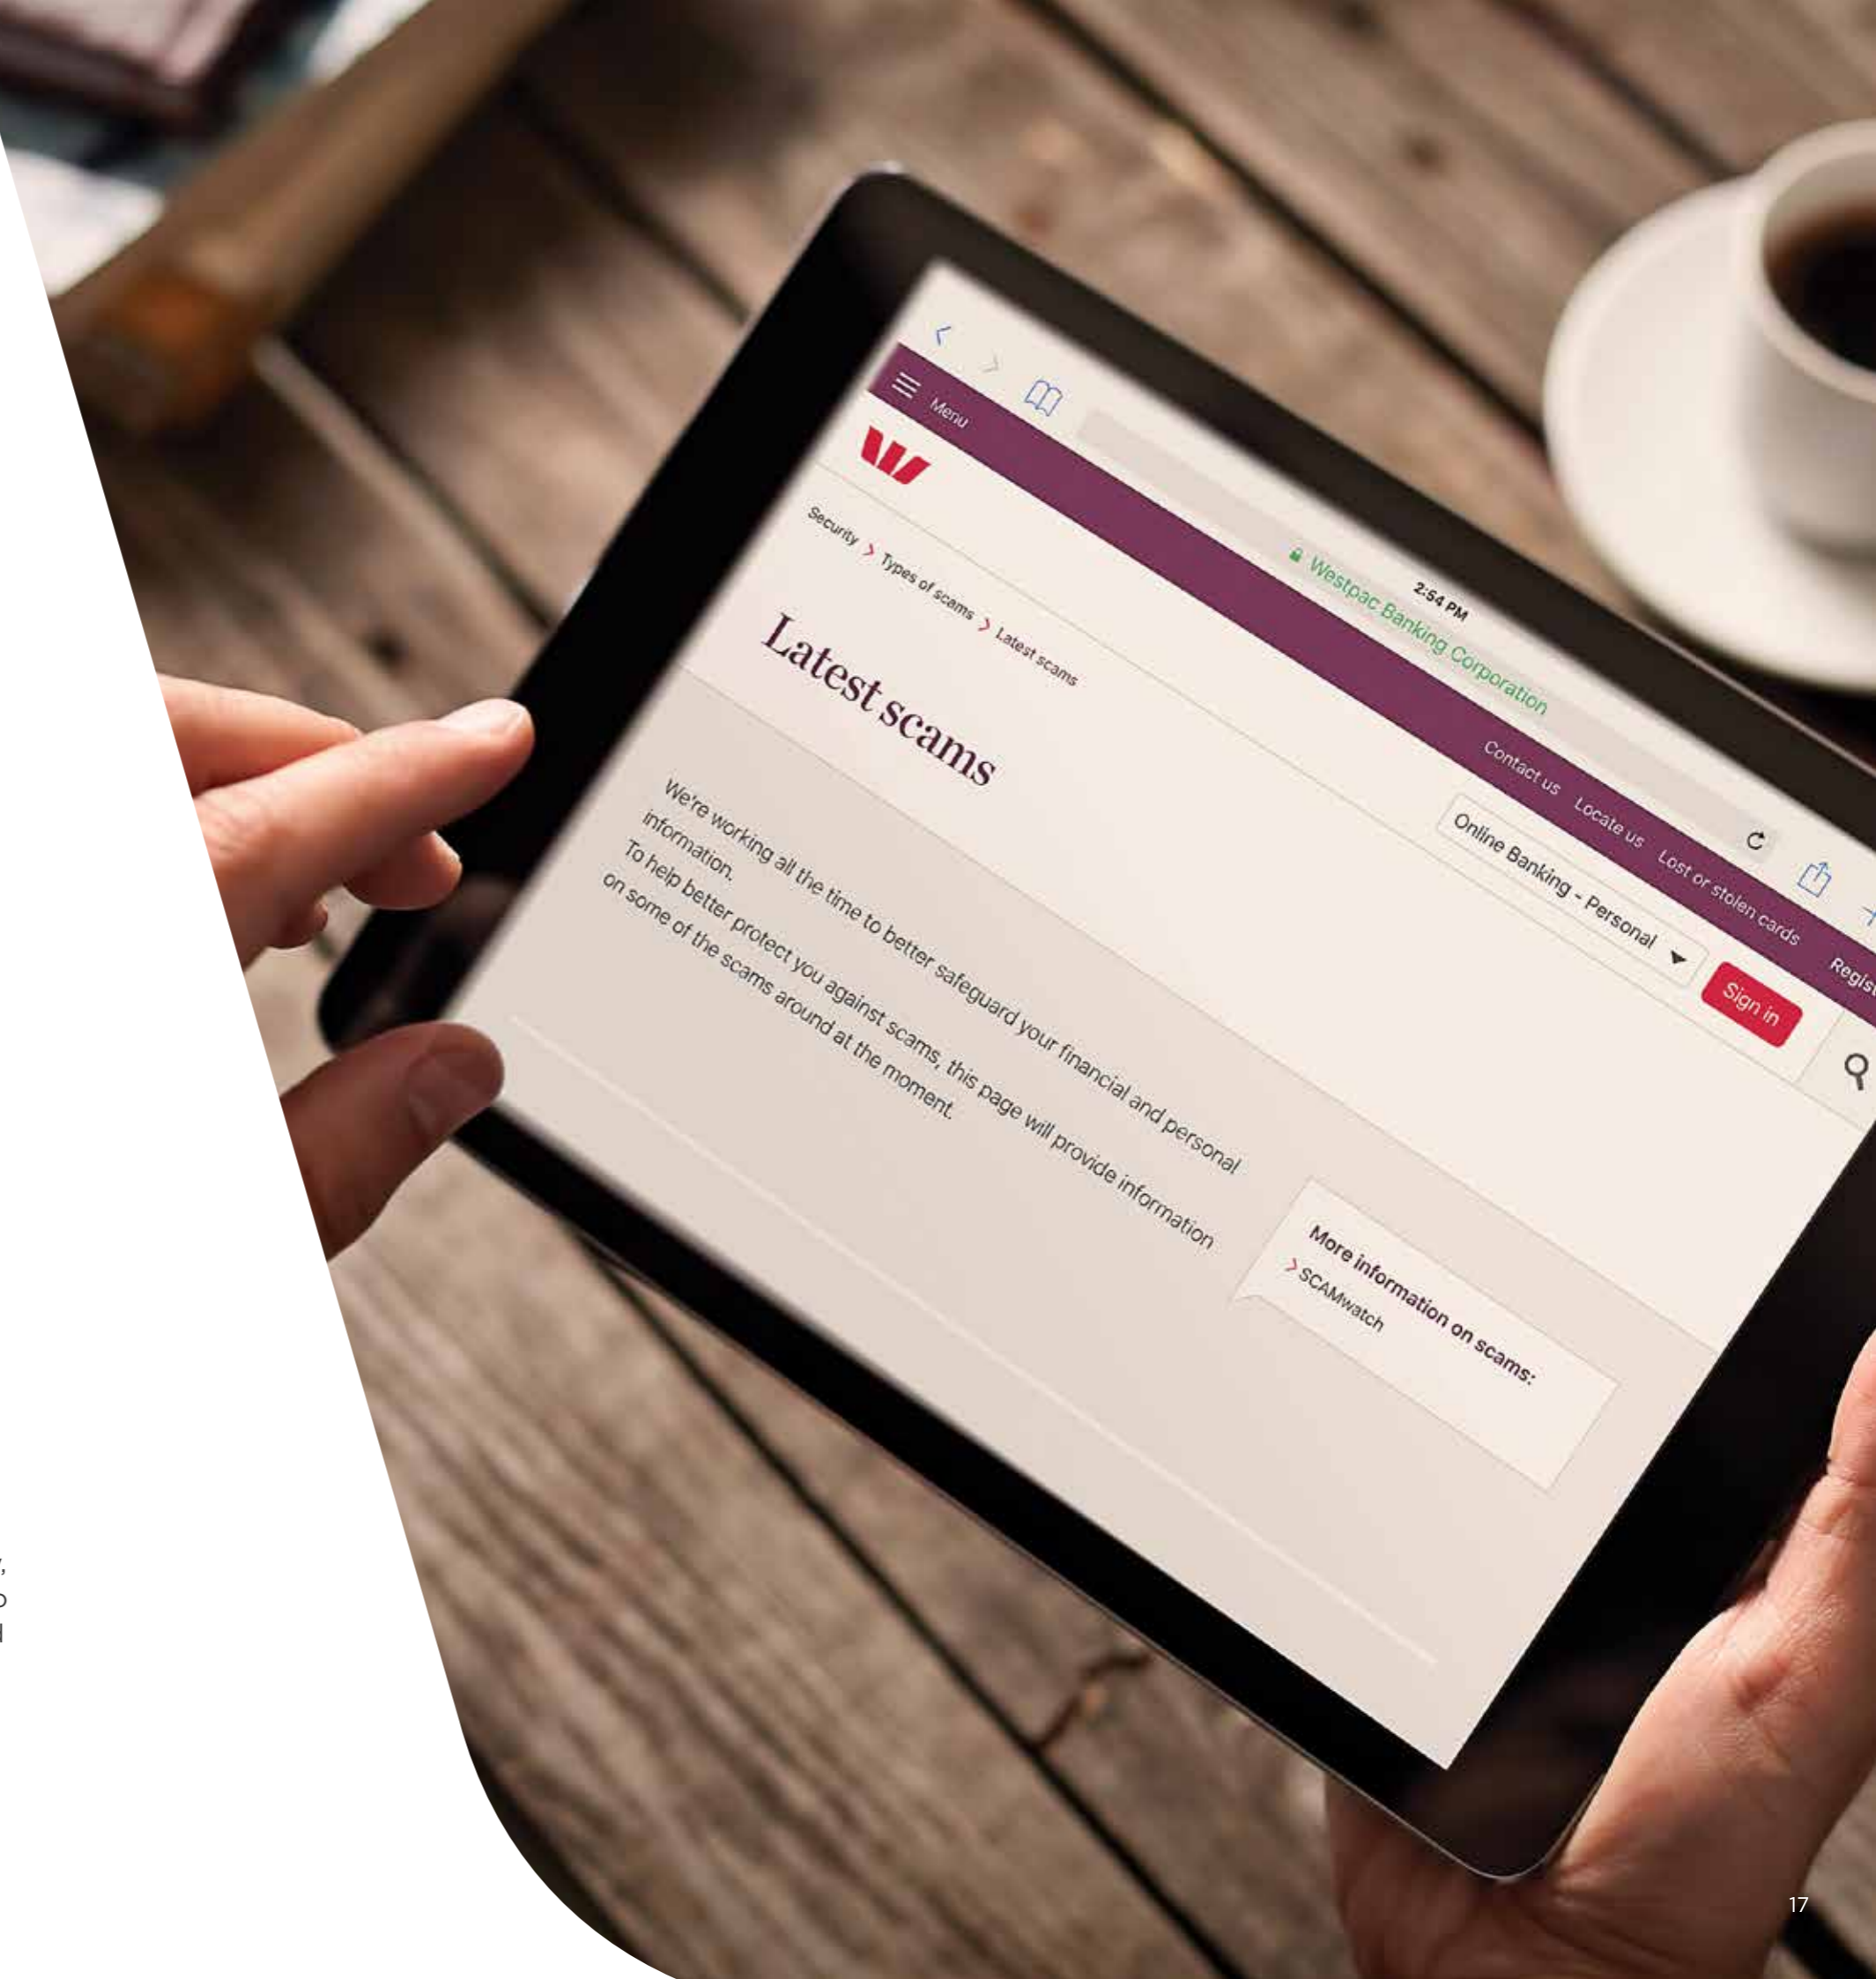 2:54 PM
Westpac Banking Corporation
Menu
Contact us Locate us Lost or stolen cards
Online Banking - Personal
Sign in
Security > Types of scams > Latest scams
Latest scams
We're working all the time to better safeguard your financial and personal
information.
To help better protect you against scams, this page will provide information
on some of the scams around at the moment.
More information on scams:
> SCAMwatch
17